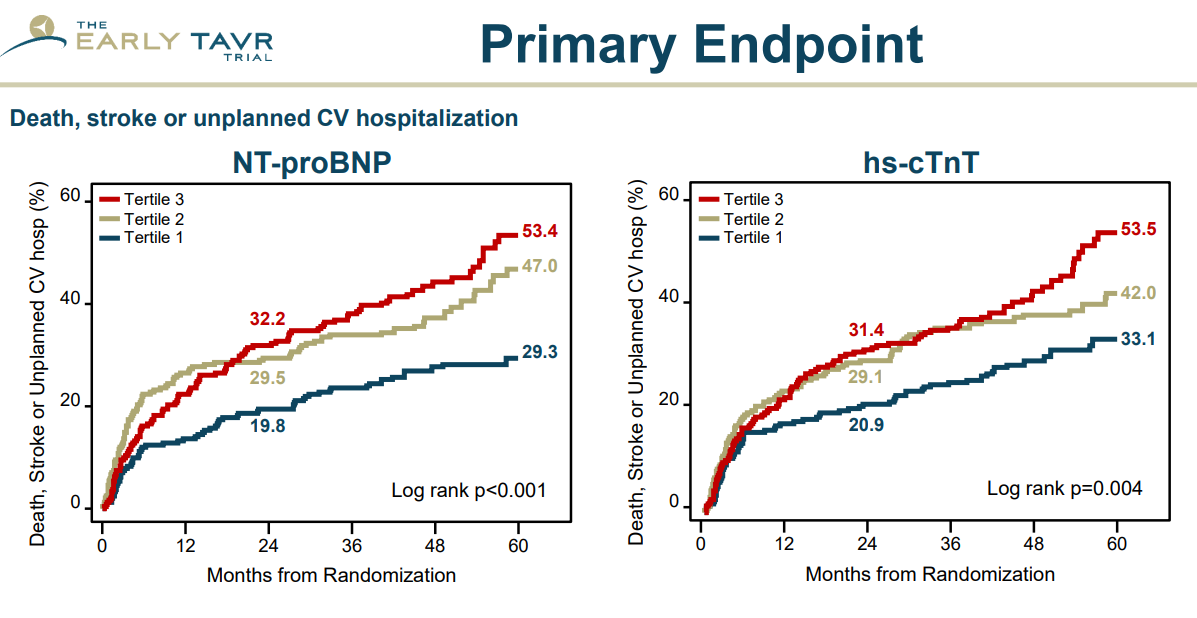 THE
EARLY TAVR
TRIAL
Primary Endpoint
Death, stroke or unplanned CV hospitalization
NT-proBNP
Death, Stroke or Unplanned CV hosp (%)
60
40
20
0
Tertile 3
Tertile 2
Tertile 1
53.4
47.0
32.2
29.5
29.3
19.8
Log rank p<0.001
0 12 24 36 48 60
Months from Randomization
hs-cTnT
Death, Stroke or Unplanned CV hosp (%)
60
40
20
0
Tertile 3
Tertile 2
Tertile 1
53.5
42.0
31.4
29.1
33.1
20.9
Log rank p=0.004
0 12 24 36 48 60
Months from Randomization